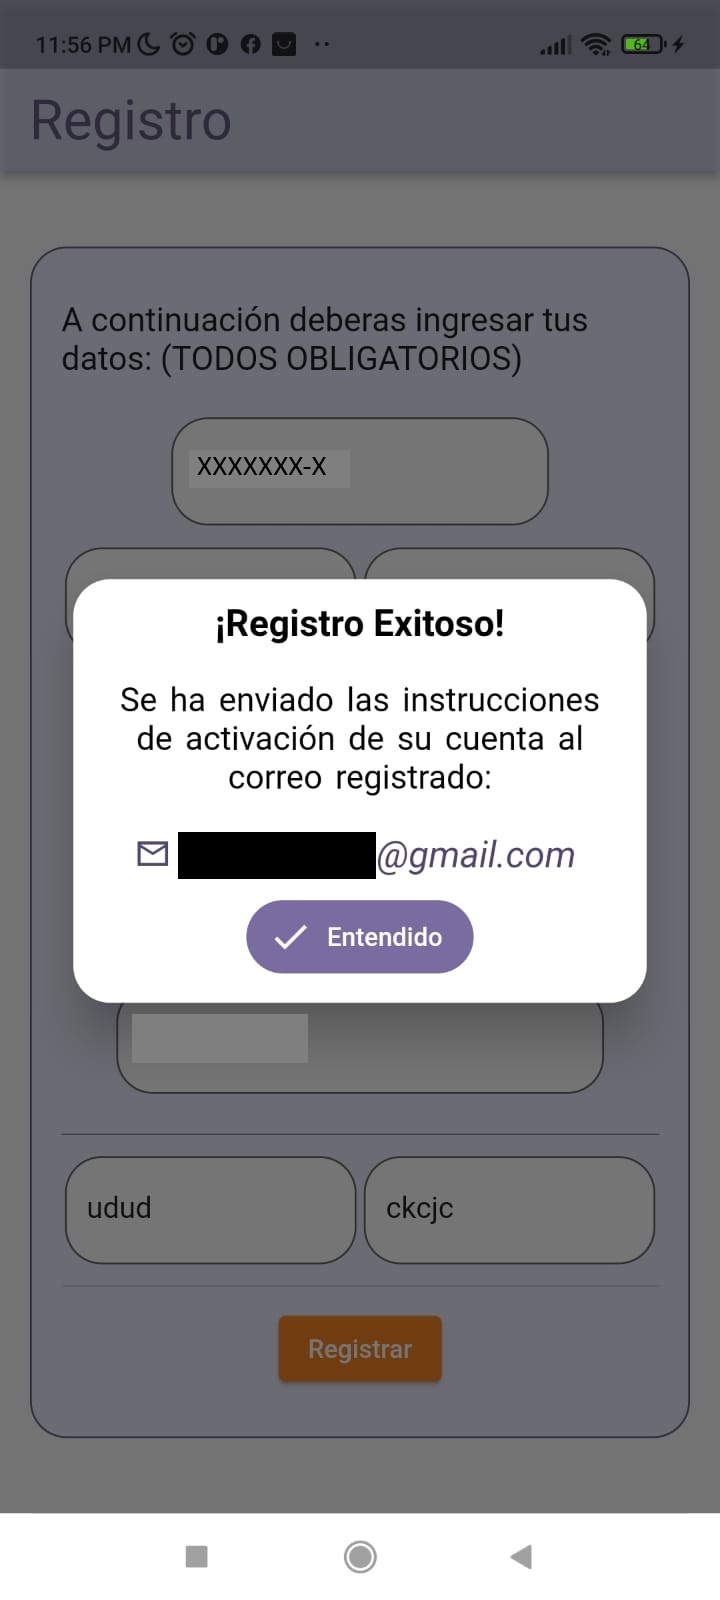 11:56 PM
64
Registro
A continuación deberas ingresar tus
datos: (TODOS OBLIGATORIOS)
XXXXXXX-X
¡Registro Exitoso!
Se ha enviado las instrucciones
de activación de su cuenta al
correo registrado:
@gmail.com
Entendido
udud ckcjc
Registrar